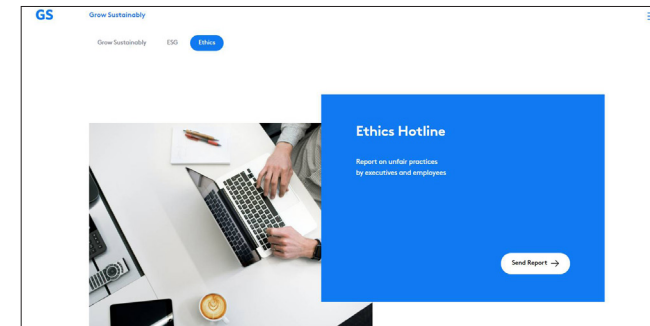 GS
Grow Sustainably
Grow Sustainably ESG Ethics
Ethics Hotline
Report on unfair practices
by executives and employees
Send Report →